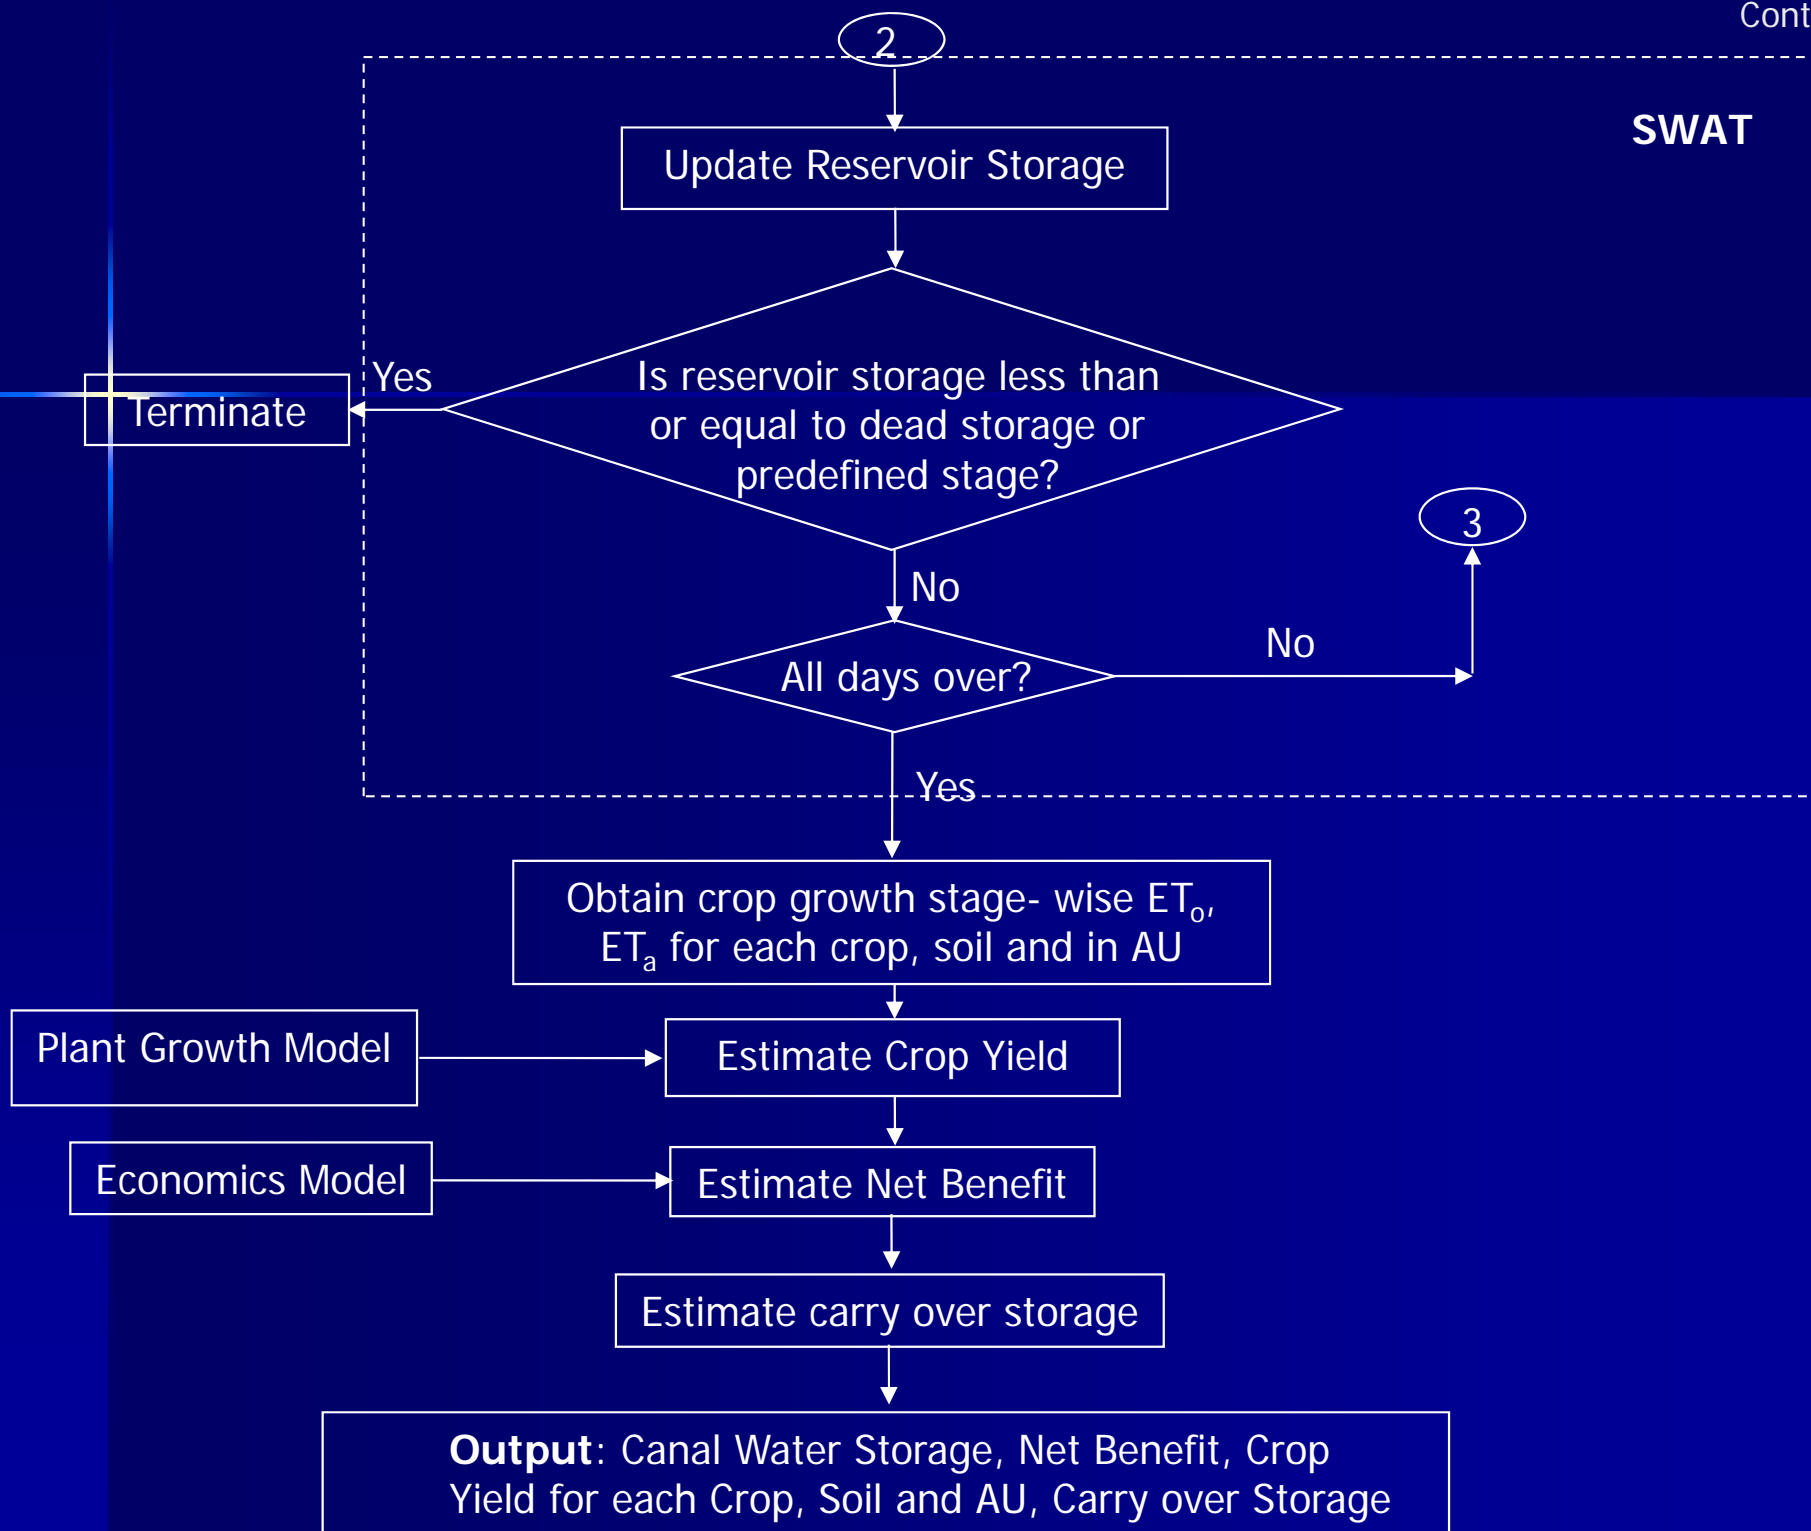 Cont
2
SWAT
Update Reservoir Storage
Yes
Is reservoir storage less than
or equal to dead storage or
predefined stage?
Terminate
3
No
No
All days over?
Yes
Obtain crop growth stage- wise ETo,
ETa for each crop, soil and in AU
Plant Growth Model
Estimate Crop Yield
Economics Model
Estimate Net Benefit
Estimate carry over storage
Output: Canal Water Storage, Net Benefit, Crop
Yield for each Crop, Soil and AU, Carry over Storage